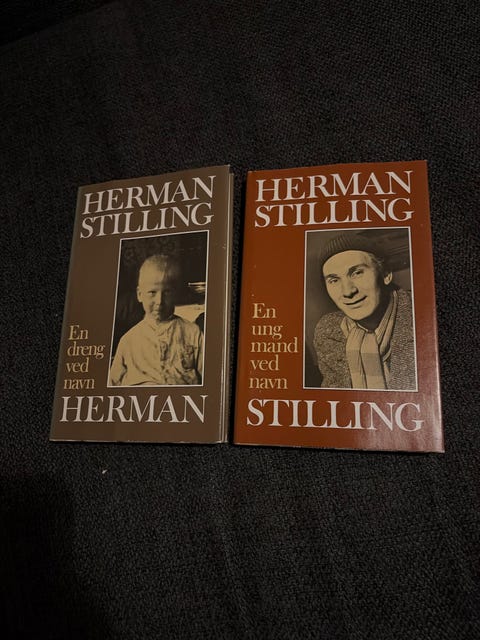 HERMAN
STILLING
En
dreng
ved
navn
HERMAN
HERMAN
STILLING
En
ung
mand
ved
navn
STILLING